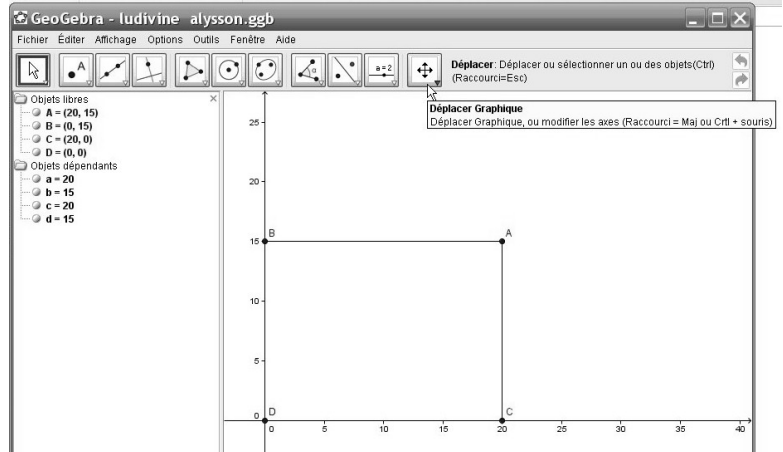 GeoGebra - ludivine alysson.ggb
Fichier Éditer Affichage Options Outils Fenêtre Aide
A
α
a=2
Déplacer: Déplacer ou sélectionner un ou des objets(Ctrl)
(Raccourci=Esc)
Déplacer Graphique
Déplacer Graphique, ou modifier les axes (Raccourci = Maj ou Crtl + souris)
Objets libres
A = (20, 15)
B = (0, 15)
C = (20, 0)
D = (0, 0)
Objets dépendants
a = 20
b = 15
c = 20
d = 15
25
20
15
10
5
0
B
A
D
C
0 5 10 15 20 25 30 35 40